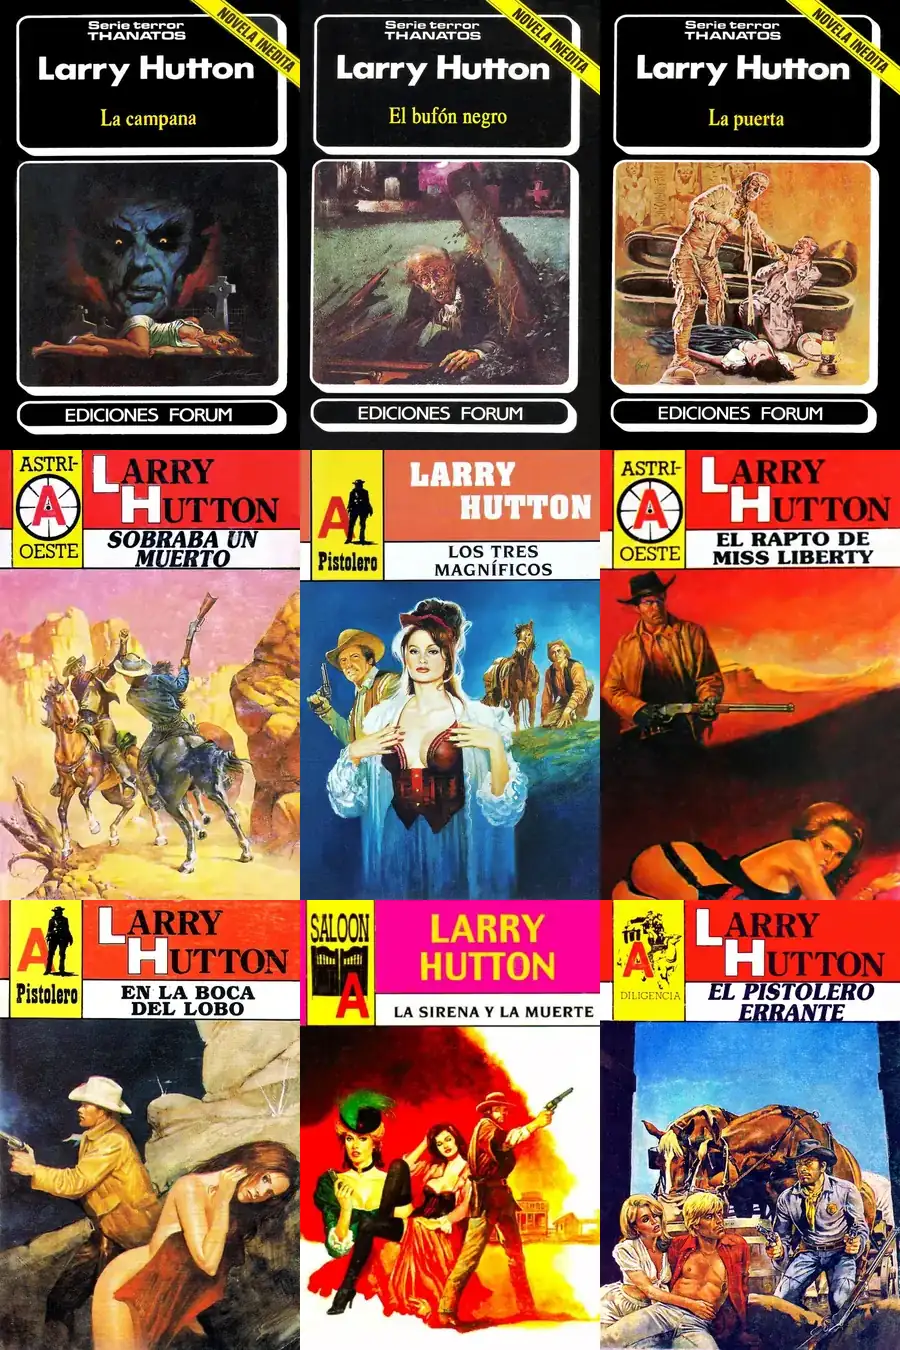 NOVELA INEDITA
Serie terror
THANATOS
Larry Hutton
La campana
EDICIONES FORUM
NOVELA INEDITA
Serie terror
THANATOS
Larry Hutton
El bufón negro
EDICIONES FORUM
NOVELA INEDITA
Serie terror
THANATOS
Larry Hutton
La puerta
EDICIONES FORUM
ASTRI-
A
OESTE
LARRY
HUTTON
SOBRABA UN
MUERTO
A
Pistolero
LARRY
HUTTON
LOS TRES
MAGNÍFICOS
ASTRI-
A
OESTE
LARRY
HUTTON
EL RAPTO DE
MISS LIBERTY
A
Pistolero
LARRY
HUTTON
EN LA BOCA
DEL LOBO
SALOON
A
LARRY
HUTTON
LA SIRENA Y LA MUERTE
A
DILIGENCIA
LARRY
HUTTON
EL PISTOLERO
ERRANTE